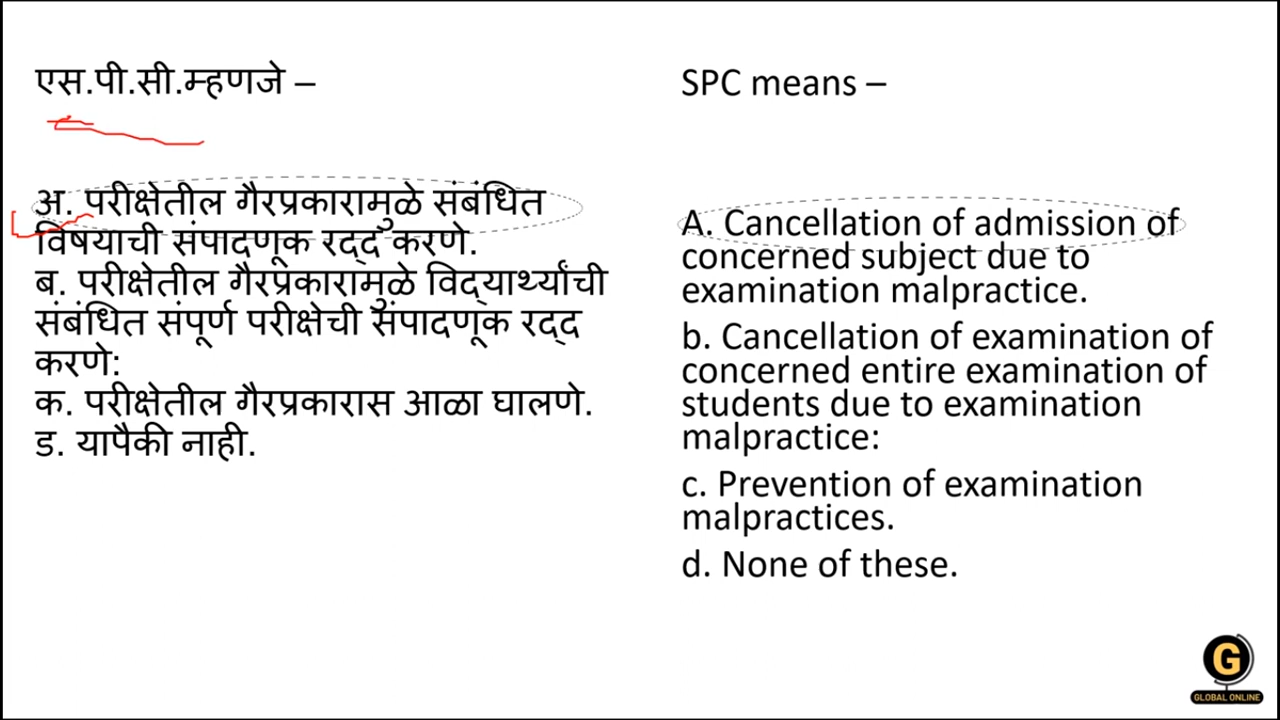 एस.पी.सी.म्हणजे –
अ. परीक्षेतील गैरप्रकारामुळे संबंधित
विषयाची संपादणूक रद्द करणे.
ब. परीक्षेतील गैरप्रकारामुळे विद्यार्थ्यांची
संबंधित संपूर्ण परीक्षेची संपादणूक रद्द
करणे:
क. परीक्षेतील गैरप्रकारास आळा घालणे.
ड. यापैकी नाही.
SPC means –
A. Cancellation of admission of
concerned subject due to
examination malpractice.
b. Cancellation of examination of
concerned entire examination of
students due to examination
malpractice:
c. Prevention of examination
malpractices.
d. None of these.
G
GLOBAL ONLINE